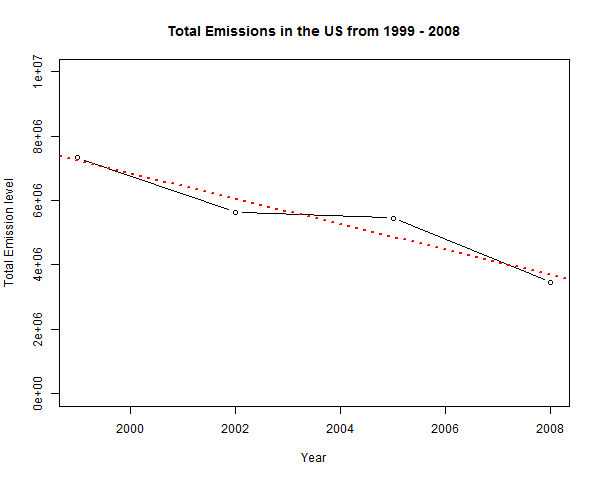 Total Emissions in the US from 1999 - 2008
Total Emission level
1e+07
8e+06
6e+06
4e+06
2e+06
0e+00
2000 2002 2004 2006 2008
Year